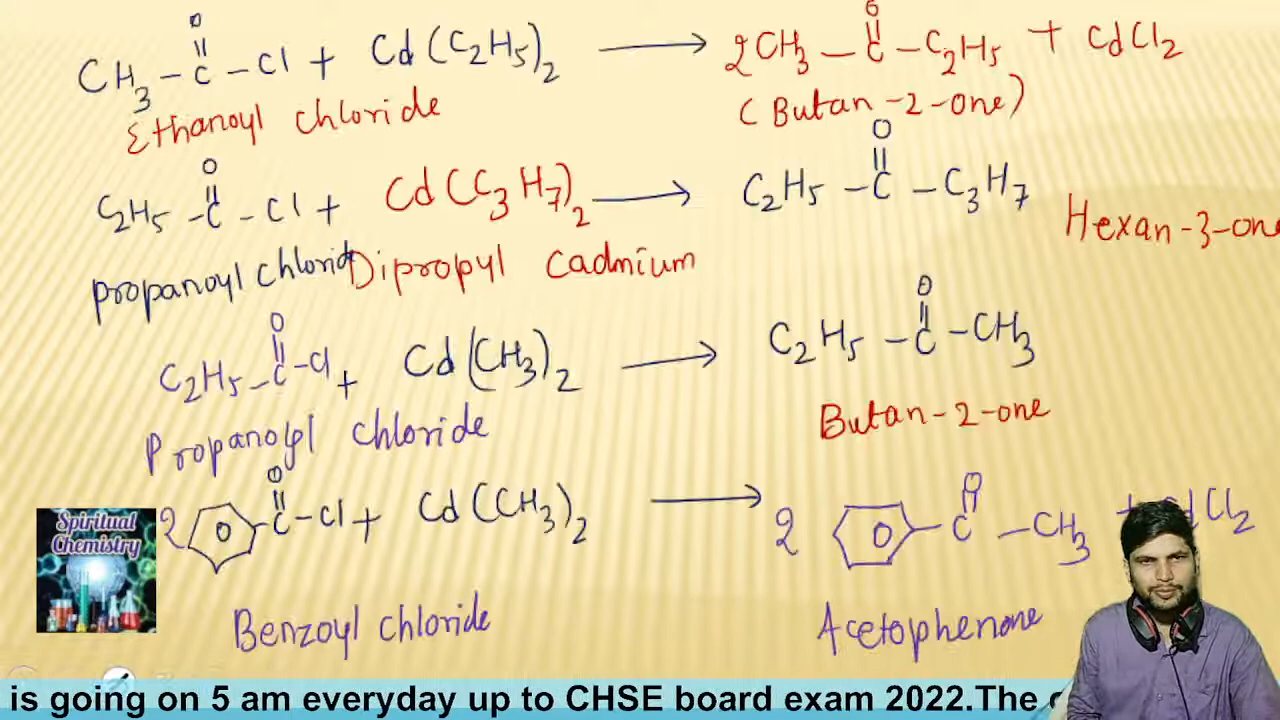 O
CH3 – C – Cl + Cd(C2H5)2 ⟶ 2CH3 – C – C2H5 + CdCl2
Ethanoyl chloride (Butan-2-one)
O O
C2H5 – C – Cl + Cd(C3H7)2 ⟶ C2H5 – C – C3H7
Hexan-3-one
propanoyl chlorid Dipropyl Cadmium
O O
C2H5 – C – Cl + Cd(CH3)2 ⟶ C2H5 – C – CH3
Propanoyl chloride Butan-2-one
O O
2 C – Cl + Cd(CH3)2 ⟶ 2 C – CH3 + CdCl2
Benzoyl chloride Acetophenone
Spiritual
Chemistry
is going on 5 am everyday up to CHSE board exam 2022.The